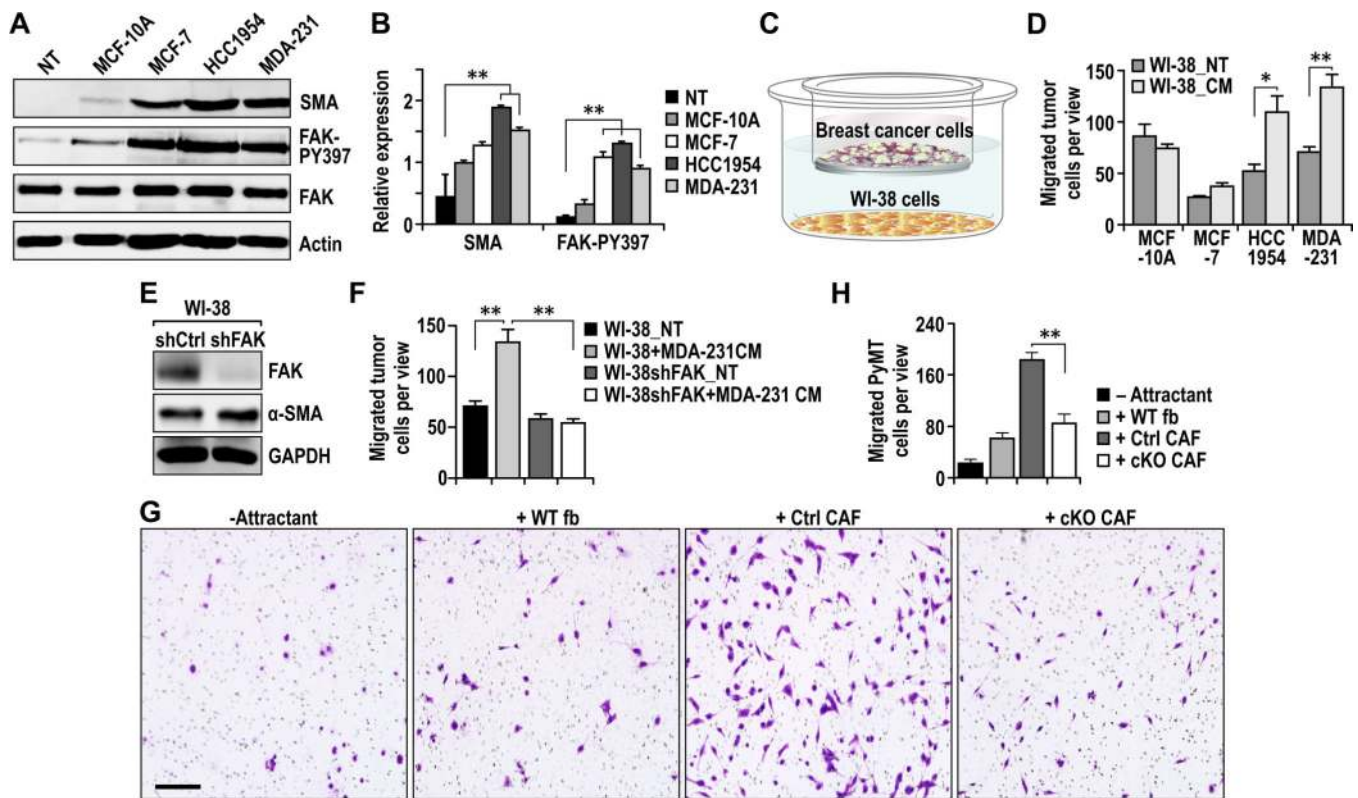 A
NT
MCF-10A
MCF-7
HCC1954
MDA-231
SMA
FAK-
PY397
FAK
Actin
B
Relative expression
2
1
0
**
**
SMA
FAK-PY397
NT
MCF-10A
MCF-7
HCC1954
MDA-231
C
Breast cancer cells
WI-38 cells
D
Migrated tumor
cells per view
150
100
50
0
WI-38_NT
WI-38_CM
*
**
MCF
-10A
MCF
-7
HCC
1954
MDA
-231
E
WI-38
shCtrl shFAK
FAK
α-SMA
GAPDH
F
Migrated tumor
cells per view
150
100
50
0
**
**
WI-38_NT
WI-38+MDA-231CM
WI-38shFAK_NT
WI-38shFAK+MDA-231 CM
H
Migrated PyMT
cells per view
240
160
80
0
**
– Attractant
+ WT fb
+ Ctrl CAF
+ cKO CAF
G
-Attractant
+ WT fb
+ Ctrl CAF
+ cKO CAF